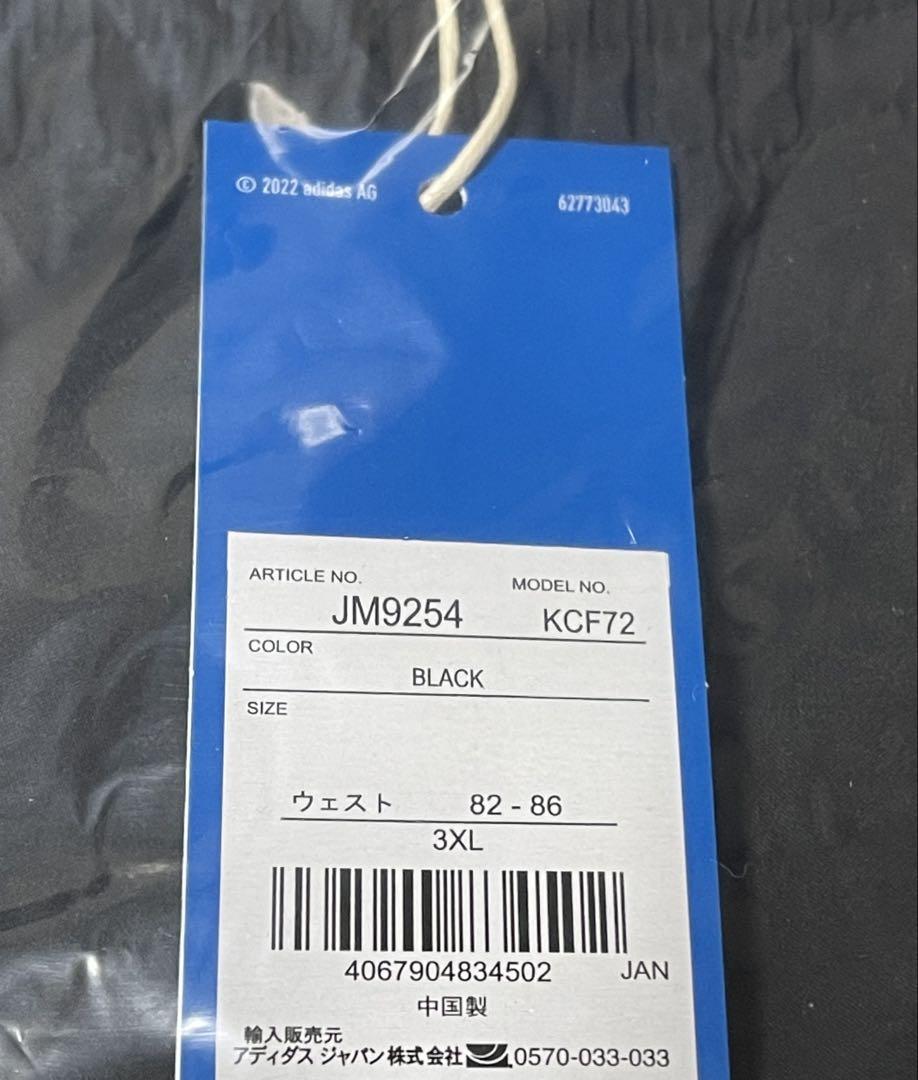 © 2022 adidas AG 62773043
ARTICLE NO. MODEL NO.
JM9254 KCF72
COLOR
BLACK
SIZE
ウェスト 82 - 86
3XL
4067904834502 JAN
中国製
輸入販売元
アディダス ジャパン株式会社 0570-033-033